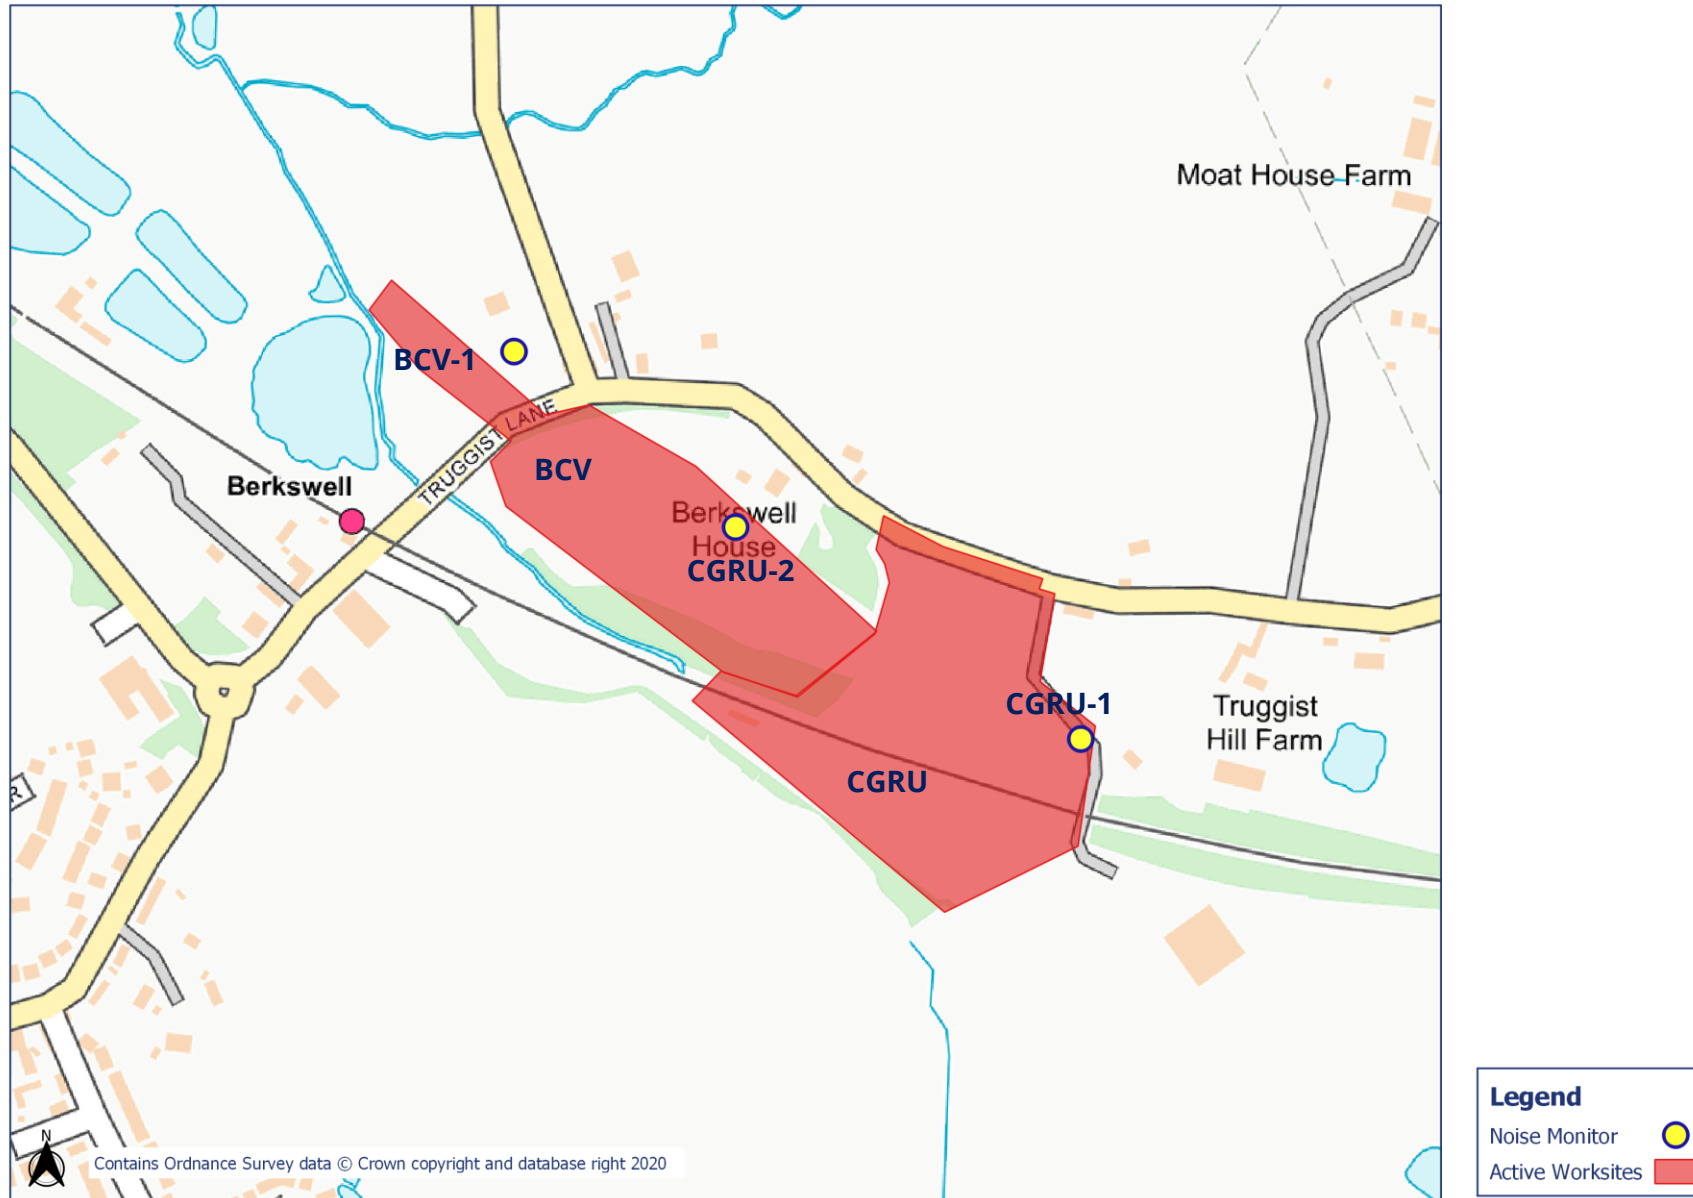 Moat House Farm
BCV-1
TRUGGIST LANE
BCV
Berkswell
Berkswell
House
CGRU-2
CGRU-1
Truggist
Hill Farm
CGRU
R
N
Contains Ordnance Survey data © Crown copyright and database right 2020
Legend
Noise Monitor
Active Worksites